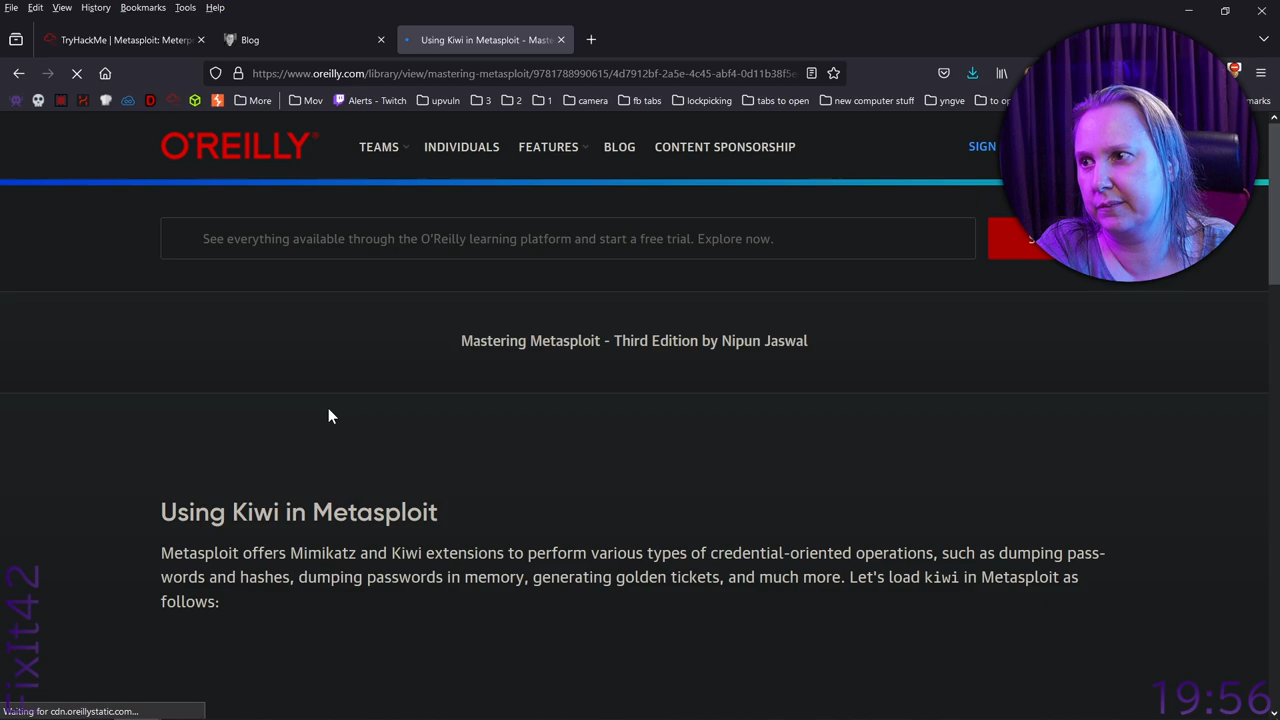 File Edit View History Bookmarks Tools Help
TryHackMe | Metasploit: Meterp
Blog
Using Kiwi in Metasploit - Maste
https://www.oreilly.com/library/view/mastering-metasploit/9781788990615/4d7912bf-2a5e-4c45-abf4-0d11b38f5e
More
Mov
Alerts - Twitch
upvuln
3
2
1
camera
fb tabs
lockpicking
tabs to open
new computer stuff
yngve
to op
marks
O'REILLY®
TEAMS
INDIVIDUALS
FEATURES
BLOG
CONTENT SPONSORSHIP
SIGN
See everything available through the O'Reilly learning platform and start a free trial. Explore now.
S
Mastering Metasploit - Third Edition by Nipun Jaswal
Using Kiwi in Metasploit
Metasploit offers Mimikatz and Kiwi extensions to perform various types of credential-oriented operations, such as dumping pass-
words and hashes, dumping passwords in memory, generating golden tickets, and much more. Let's load kiwi in Metasploit as
follows:
FixIt42
Waiting for cdn.oreillystatic.com...
19:56